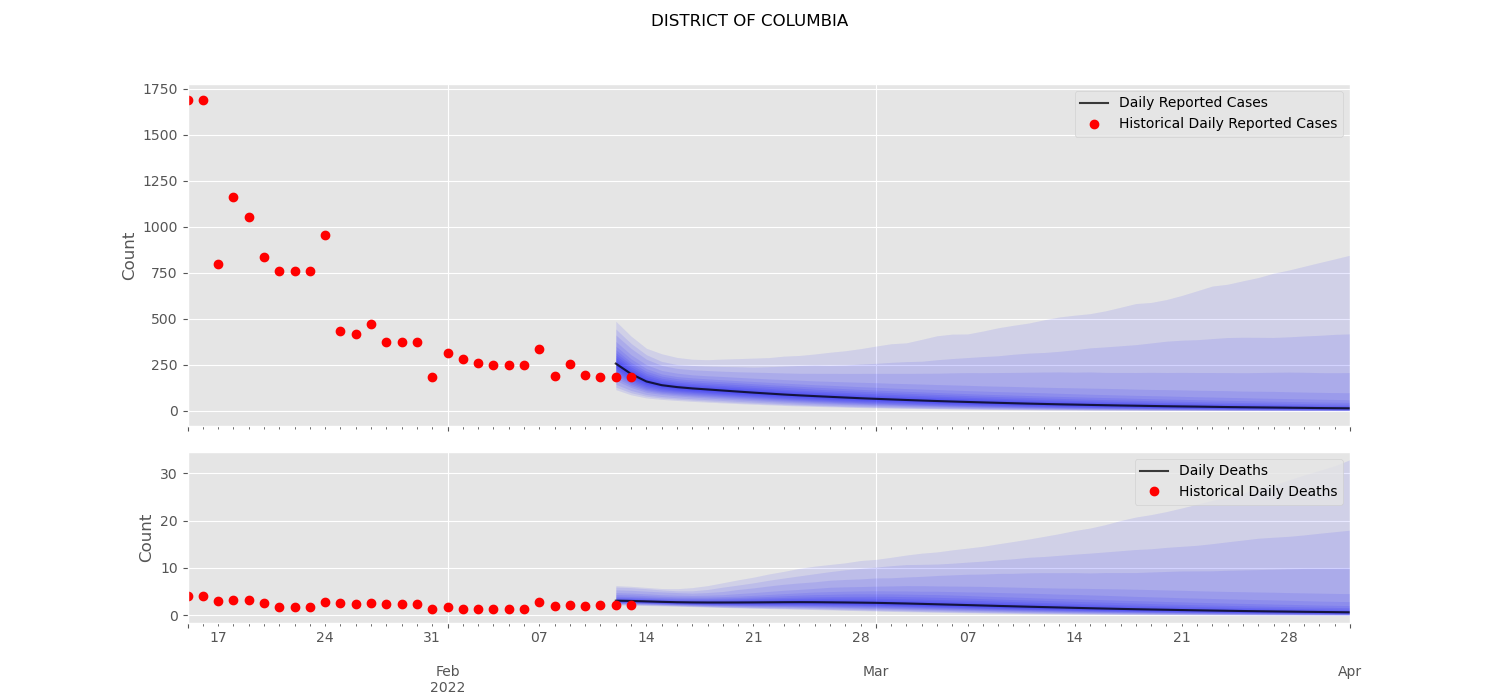 DISTRICT OF COLUMBIA
1750
1500
1250
1000
750
500
250
0
Count
Daily Reported Cases
Historical Daily Reported Cases
30
20
10
0
Count
Daily Deaths
Historical Daily Deaths
17 24 31 07 14 21 28 07 14 21 28
Feb Mar Apr
2022